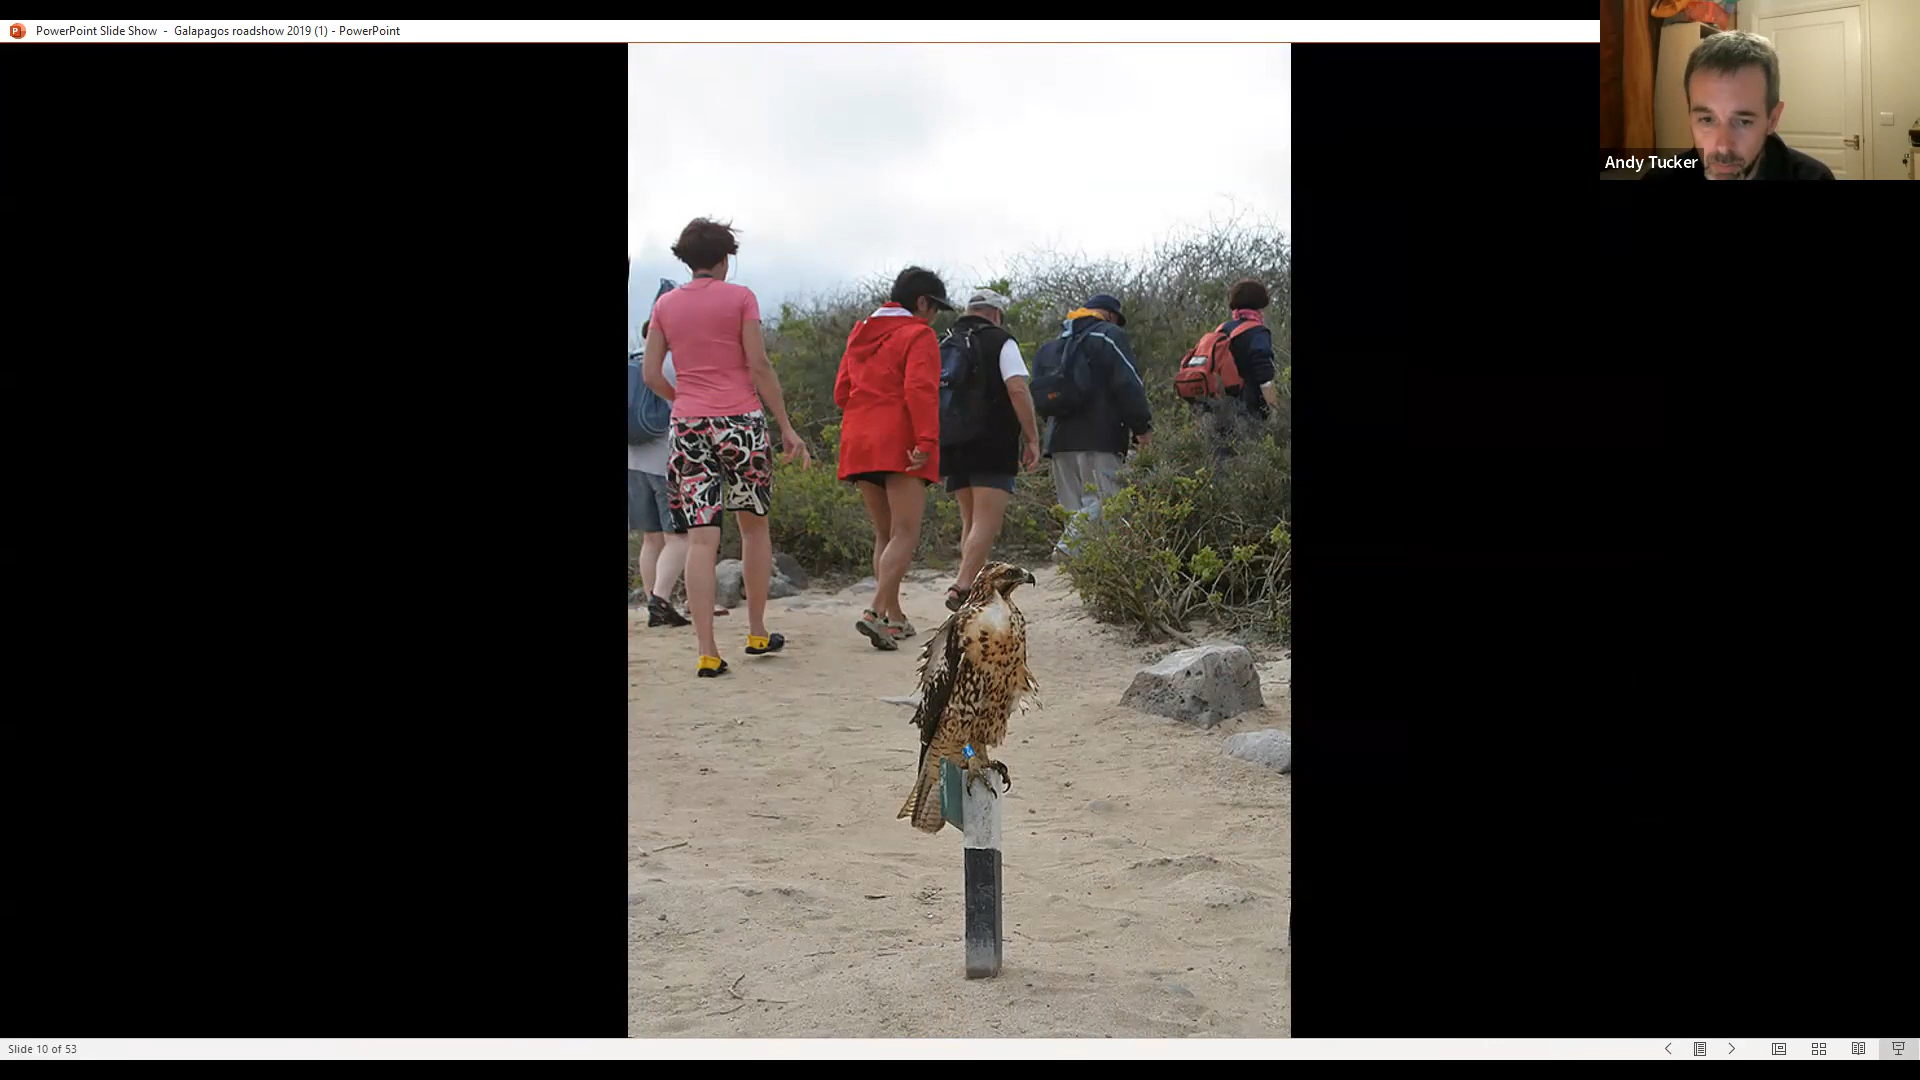 PowerPoint Slide Show - Galapagos roadshow 2019 (1) - PowerPoint
Andy Tucker
Slide 10 of 53